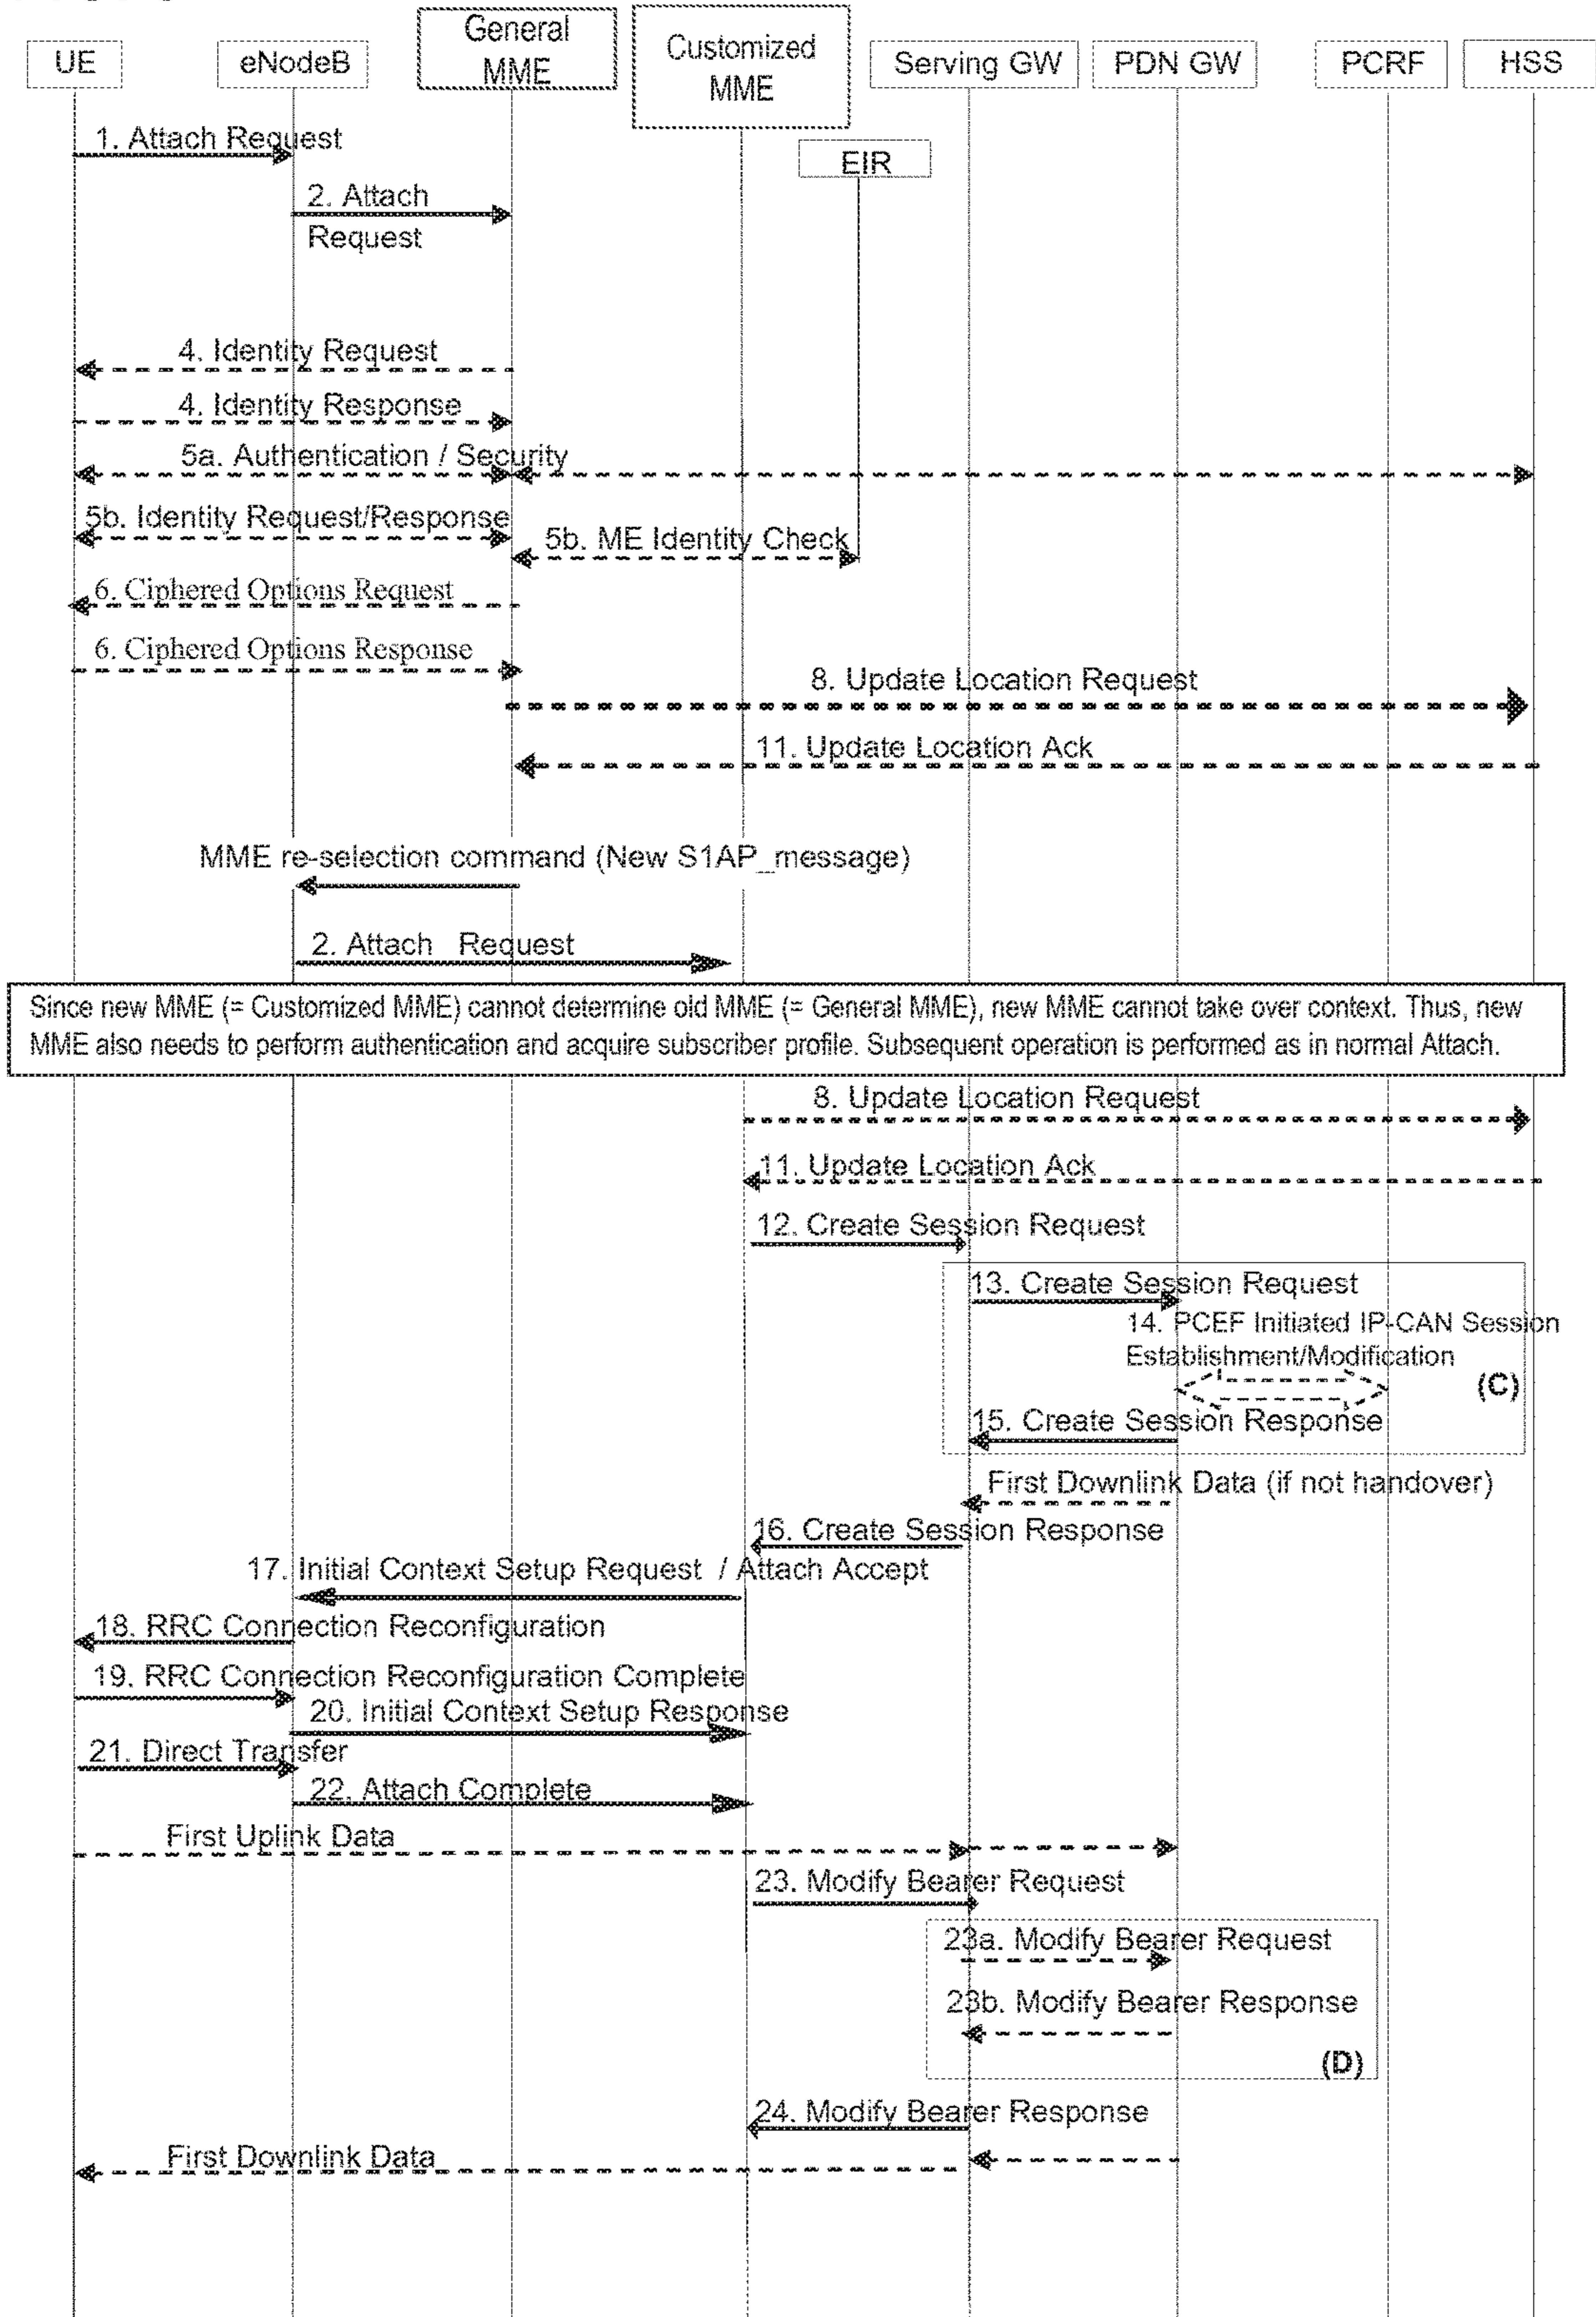 UE
eNodeB
General
MME
Customized
MME
Serving GW
PDN GW
PCRF
HSS
EIR
1. Attach Request
2. Attach
Request
4. Identity Request
4. Identity Response
5a. Authentication / Security
5b. Identity Request/Response
5b. ME Identity Check
6. Ciphered Options Request
6. Ciphered Options Response
8. Update Location Request
11. Update Location Ack
MME re-selection command (New S1AP_message)
2. Attach Request
Since new MME (= Customized MME) cannot determine old MME (= General MME), new MME cannot take over context. Thus, new
MME also needs to perform authentication and acquire subscriber profile. Subsequent operation is performed as in normal Attach.
8. Update Location Request
11. Update Location Ack
12. Create Session Request
13. Create Session Request
14. PCEF Initiated IP-CAN Session
Establishment/Modification
(C)
15. Create Session Response
First Downlink Data (if not handover)
16. Create Session Response
17. Initial Context Setup Request / Attach Accept
18. RRC Connection Reconfiguration
19. RRC Connection Reconfiguration Complete
20. Initial Context Setup Response
21. Direct Transfer
22. Attach Complete
First Uplink Data
23. Modify Bearer Request
23a. Modify Bearer Request
23b. Modify Bearer Response
(D)
24. Modify Bearer Response
First Downlink Data